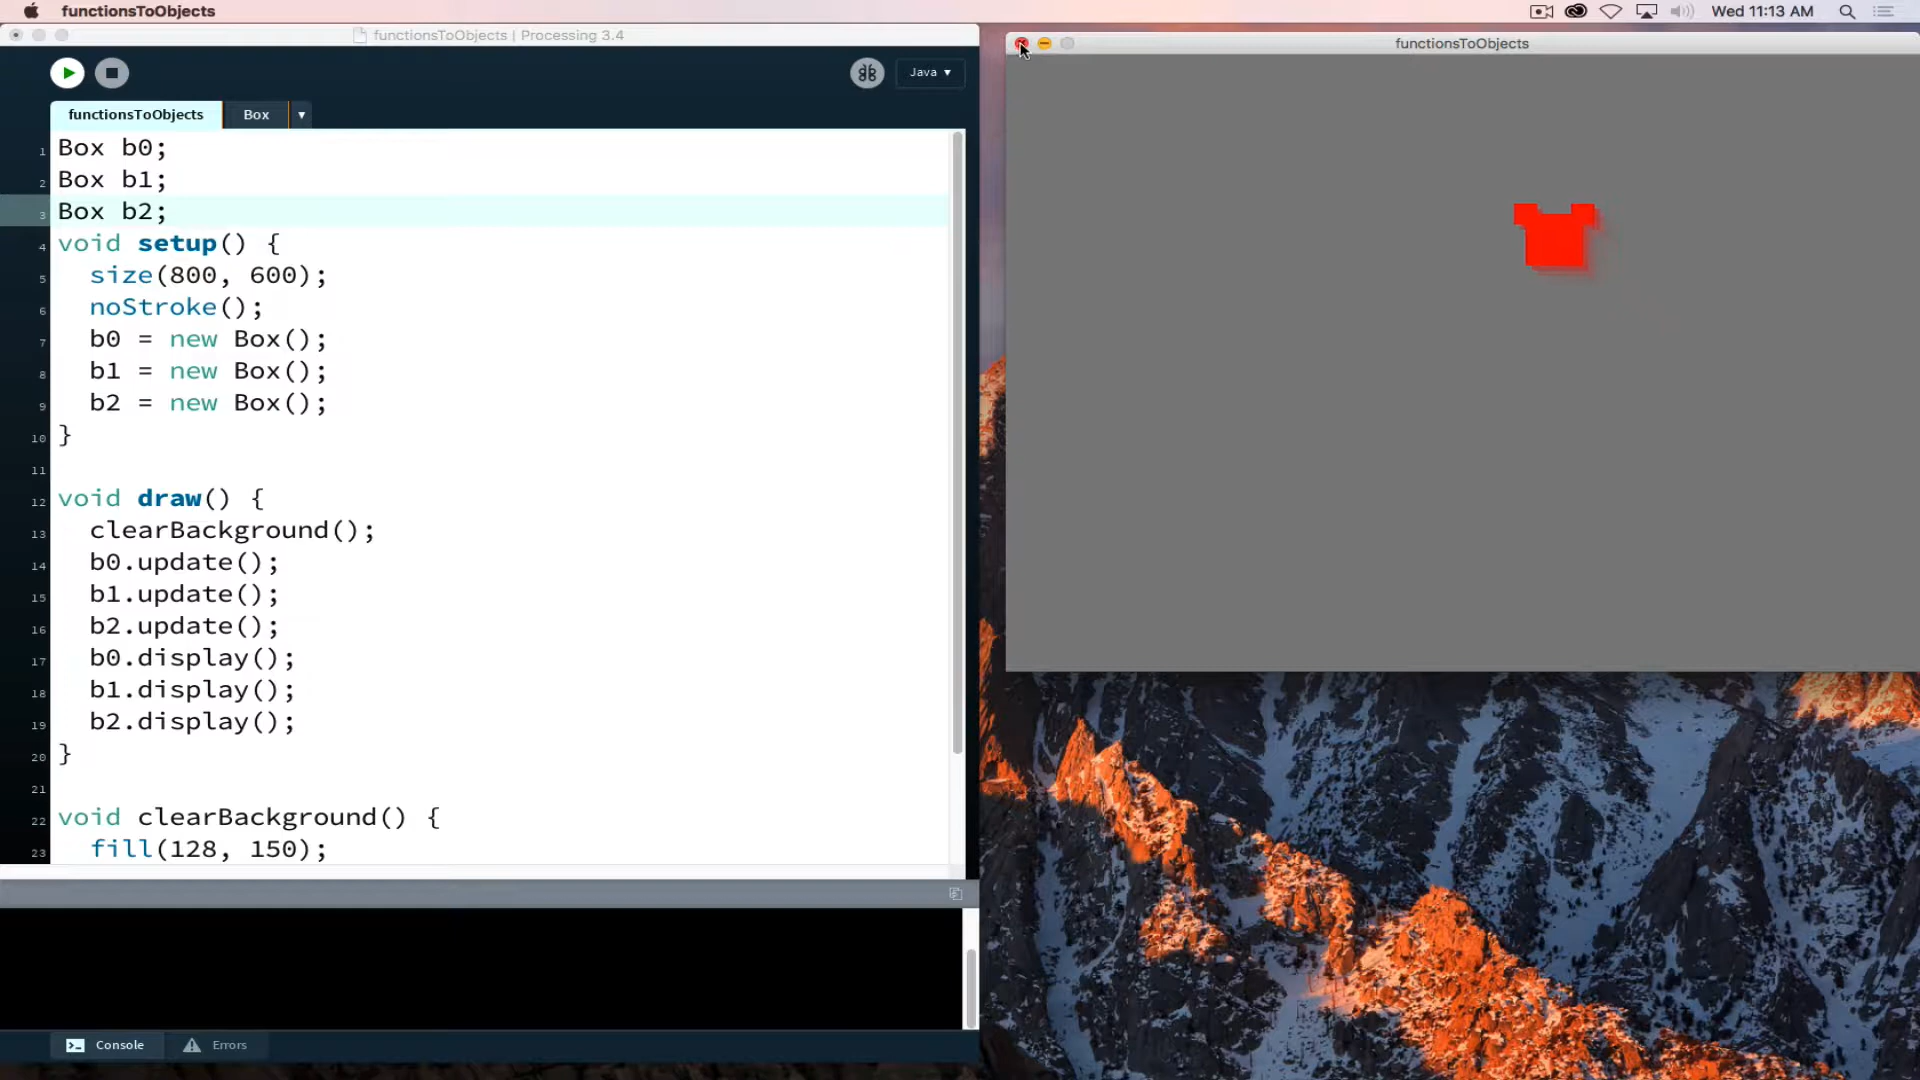 functionsToObjects
Wed 11:13 AM
functionsToObjects | Processing 3.4
functionsToObjects
Java ▾
functionsToObjects
Box
▾
1 Box b0;
2 Box b1;
3 Box b2;
4 void setup() {
5 size(800, 600);
6 noStroke();
7 b0 = new Box();
8 b1 = new Box();
9 b2 = new Box();
10 }
11
12 void draw() {
13 clearBackground();
14 b0.update();
15 b1.update();
16 b2.update();
17 b0.display();
18 b1.display();
19 b2.display();
20 }
21
22 void clearBackground() {
23 fill(128, 150);
Console
Errors